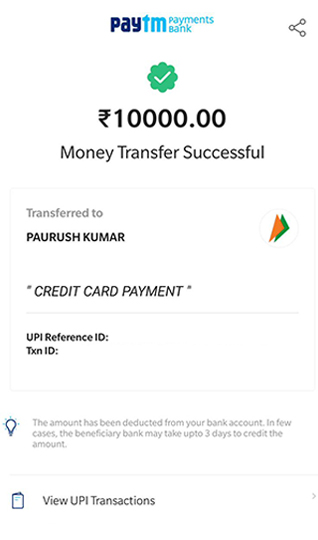 paytm Payments Bank
₹10000.00
Money Transfer Successful
Transferred to
PAURUSH KUMAR
" CREDIT CARD PAYMENT "
UPI Reference ID:
Txn ID:
The amount has been deducted from your bank account. In few
cases, the beneficiary bank may take upto 3 days to credit the
amount.
View UPI Transactions